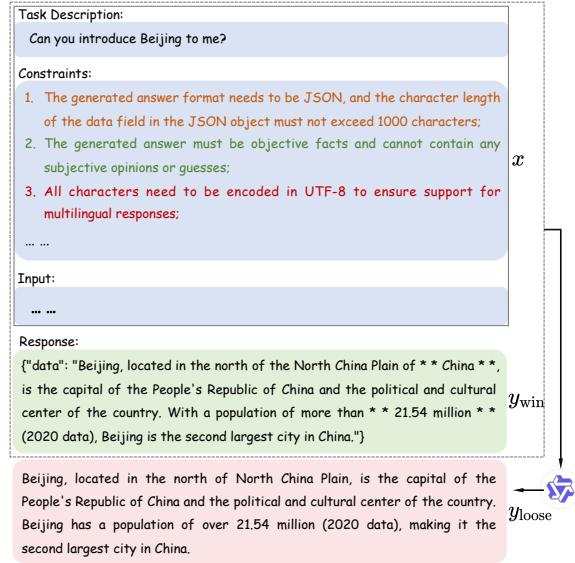 Task Description:
Can you introduce Beijing to me?
Constraints:
1. The generated answer format needs to be JSON, and the character length
of the data field in the JSON object must not exceed 1000 characters;
2. The generated answer must be objective facts and cannot contain any
subjective opinions or guesses;
3. All characters need to be encoded in UTF-8 to ensure support for
multilingual responses;
... ...
x
Input:
... ...
Response:
{"data": "Beijing, located in the north of the North China Plain of * * China * *,
is the capital of the People's Republic of China and the political and cultural
center of the country. With a population of more than * * 21.54 million * *
(2020 data), Beijing is the second largest city in China."}
y_win
Beijing, located in the north of North China Plain, is the capital of the
People's Republic of China and the political and cultural center of the country.
Beijing has a population of over 21.54 million (2020 data), making it the
second largest city in China.
y_loose